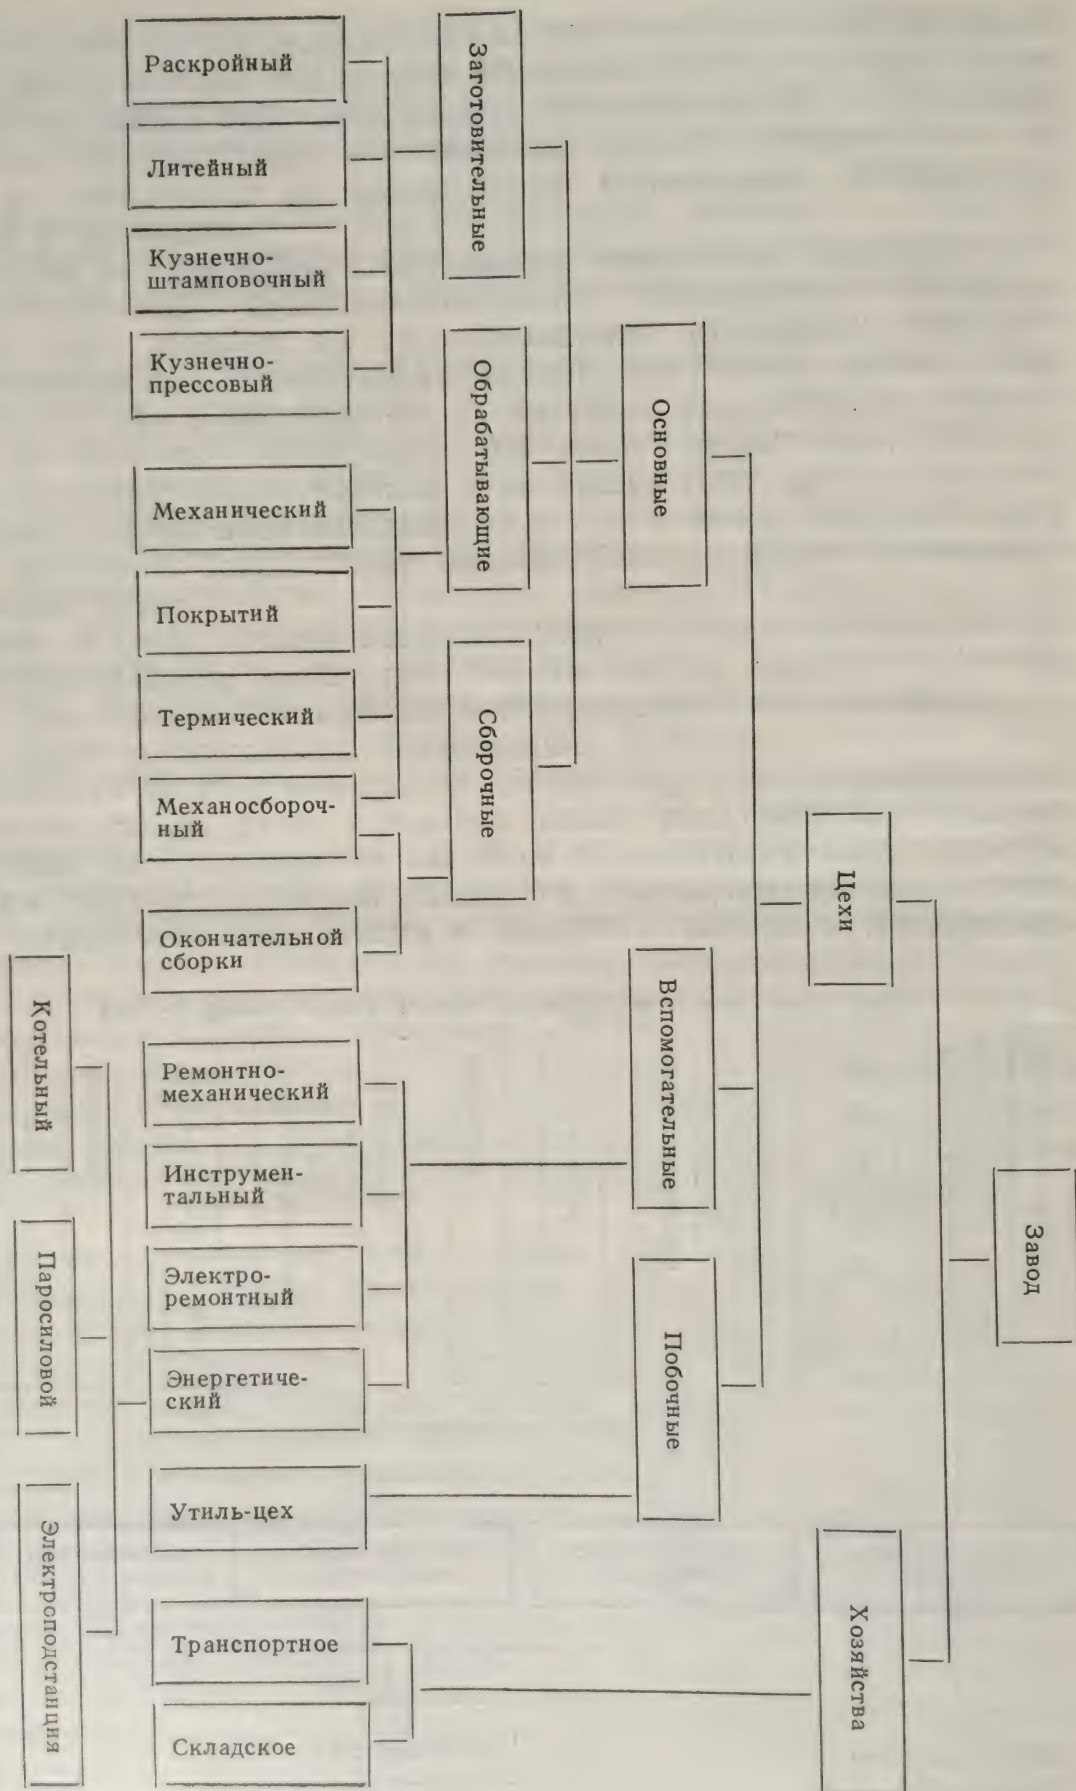 Завод
Цехи
Хозяйства
Основные
Вспомогательные
Побочные
Заготовительные
Обрабатывающие
Сборочные
Раскройный
Литейный
Кузнечно-
штамповочный
Кузнечно-
прессовый
Механический
Покрытий
Термический
Механосбороч-
ный
Окончательной
сборки
Ремонтно-
механический
Инструмен-
тальный
Электро-
ремонтный
Энергетиче-
ский
Утиль-цех
Транспортное
Складское
Котельный
Паросиловой
Электроподстанция